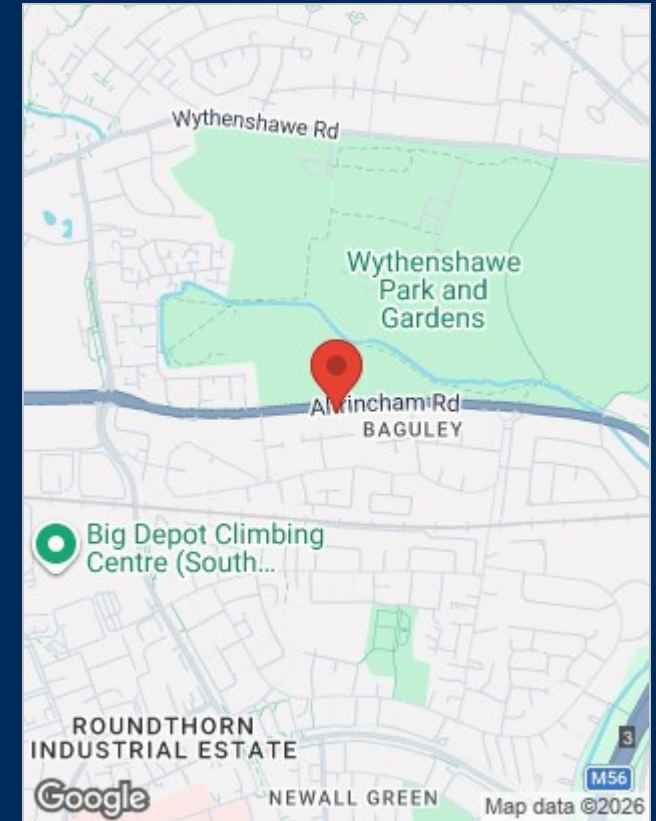 Wythenshawe Rd
Wythenshawe
Park and
Gardens
Altrincham Rd
BAGULEY
Big Depot Climbing
Centre (South...
ROUNDTHORN
INDUSTRIAL ESTATE
3
M56
NEWALL GREEN
Google
Map data ©2026